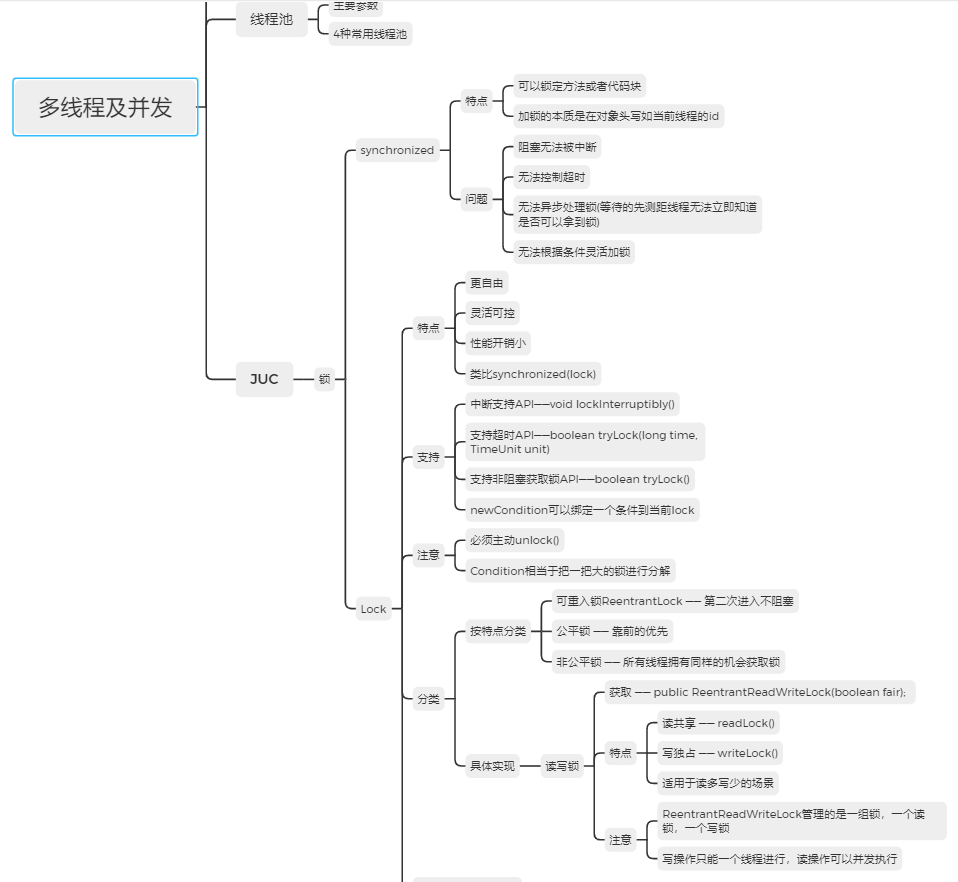 主要参数
线程池
4种常用线程池
多线程及并发
可以锁定方法或者代码块
特点
加锁的本质是在对象头写如当前线程的id
synchronized
阻塞无法被中断
无法控制超时
问题
无法异步处理锁(等待的先测距线程无法立即知道
是否可以拿到锁)
无法根据条件灵活加锁
更自由
灵活可控
特点
性能开销小
类比synchronized(lock)
JUC
锁
中断支持API——void lockInterruptibly()
支持超时API——boolean tryLock(long time,
TimeUnit unit)
支持
支持非阻塞获取锁API——boolean tryLock()
newCondition可以绑定一个条件到当前lock
必须主动unlock()
注意
Condition相当于把一把大的锁进行分解
Lock
可重入锁ReentrantLock —— 第二次进入不阻塞
按特点分类
公平锁 —— 靠前的优先
非公平锁 —— 所有线程拥有同样的机会获取锁
分类
获取 —— public ReentrantReadWriteLock(boolean fair);
读共享 —— readLock()
特点
写独占 —— writeLock()
具体实现
读写锁
适用于读多写少的场景
ReentrantReadWriteLock管理的是一组锁，一个读
锁，一个写锁
注意
写操作只能一个线程进行，读操作可以并发执行